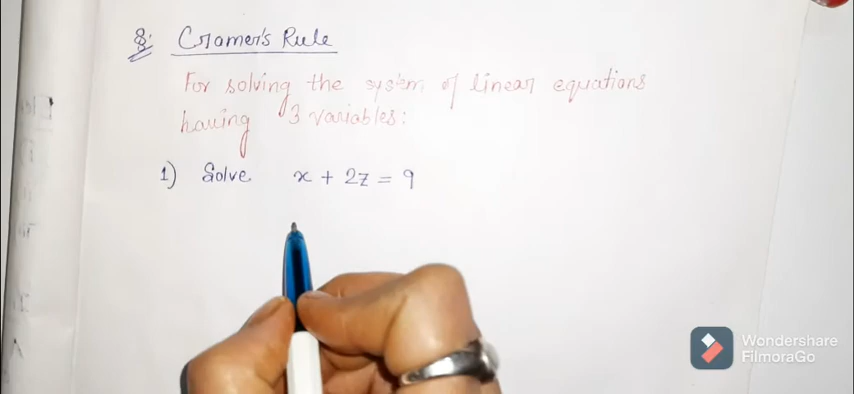 8. Cramer's Rule
For solving the system of linear equations
having 3 variables:
1) Solve x + 2z = 9
Wondershare
FilmoraGo